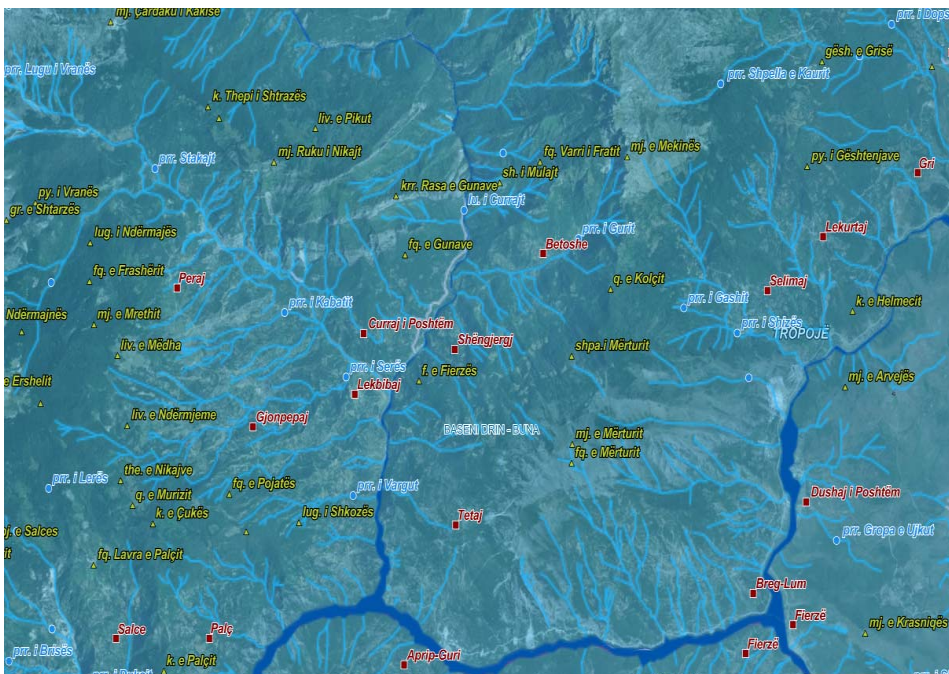 mj. Çardaku i Kakisë
prr. i Dops
gësh. e Grisë
prr. Lugu i Vranës
prr. Shpella e Kaurit
k. Thepi i Shtrazës
liv. e Pikut
prr. Stakajt
mj. Ruku i Nikajt
fq. Varri i Fratit
mj. e Mekinës
py. i Gështenjave
Gri
sh. i Mulajt
krr. Rasa e Gunave
py. i Vranës
lu. i Currajt
gr. e Shtarzës
lug. i Ndërmajës
prr. i Gurit
Lekurtaj
fq. e Gunave
Betoshe
fq. e Frashërit
Peraj
q. e Kolçit
Selimaj
prr. i Kabatit
prr. i Gashit
k. e Helmecit
Ndërmajnës
mj. e Mrethit
Curraj i Poshtëm
prr. i Shizës
TROPOJË
Shëngjergj
liv. e Mëdha
shpa.i Mërturit
prr. i Serës
f. e Fierzës
e Ershelit
Lekbibaj
mj. e Arvejës
liv. e Ndërmjeme
Gjonpepaj
BASENI DRIN - BUNA
mj. e Mërturit
fq. e Mërturit
the. e Nikajve
prr. i Lerës
fq. e Pojatës
prr. i Vargut
q. e Murizit
Dushaj i Poshtëm
k. e Çukës
lug. i Shkozës
Tetaj
oj. e Salces
prr. Gropa e Ujkut
it
fq. Lavra e Palçit
Breg-Lum
Fierzë
mj. e Krasniqës
Salce
Palç
Fierzë
prr. i Brisës
k. e Palçit
Aprip-Guri